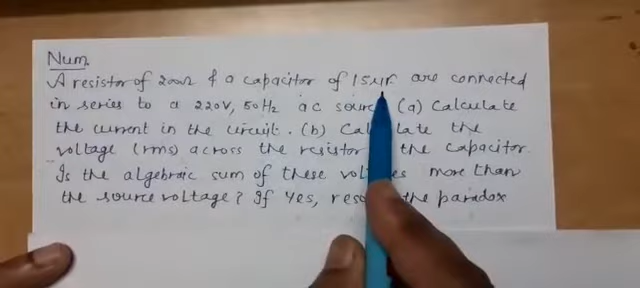 Num.
A resistor of 200Ω & a capacitor of 15μF are connected
in series to a 220V, 50Hz ac (a) Calculate
the current in the circuit. (b) the
voltage (rms) across the resistor the capacitor.
Is the algebraic sum of these more than
the source voltage? If Yes, the paradox